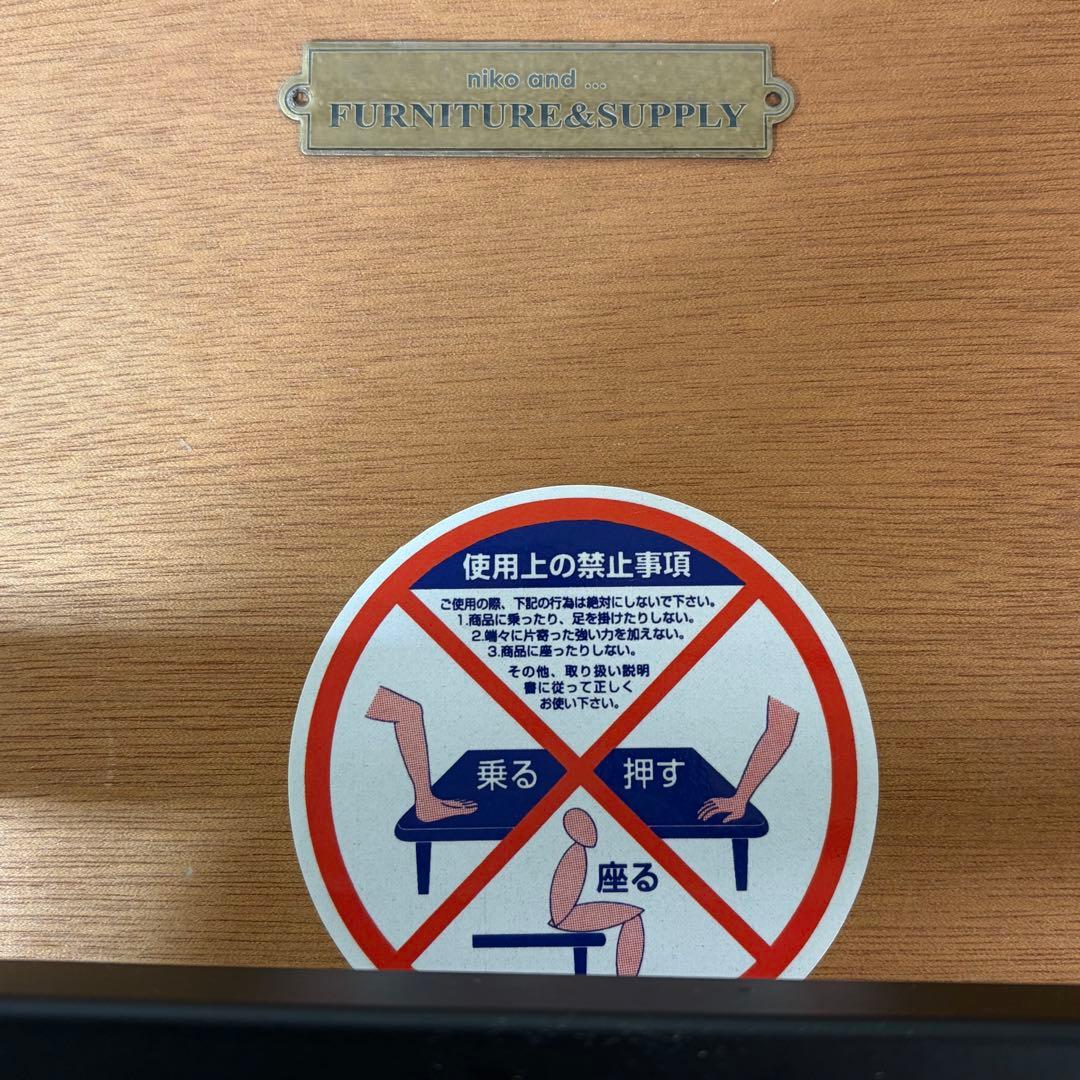 niko and ...
FURNITURE&SUPPLY
使用上の禁止事項
ご使用の際、下記の行為は絶対にしないで下さい。
1.商品に乗ったり、足を掛けたりしない。
2.端々に片寄った強い力を加えない。
3.商品に座ったりしない。
その他、取り扱い説明
書に従って正しく
お使い下さい。
乗る
押す
座る